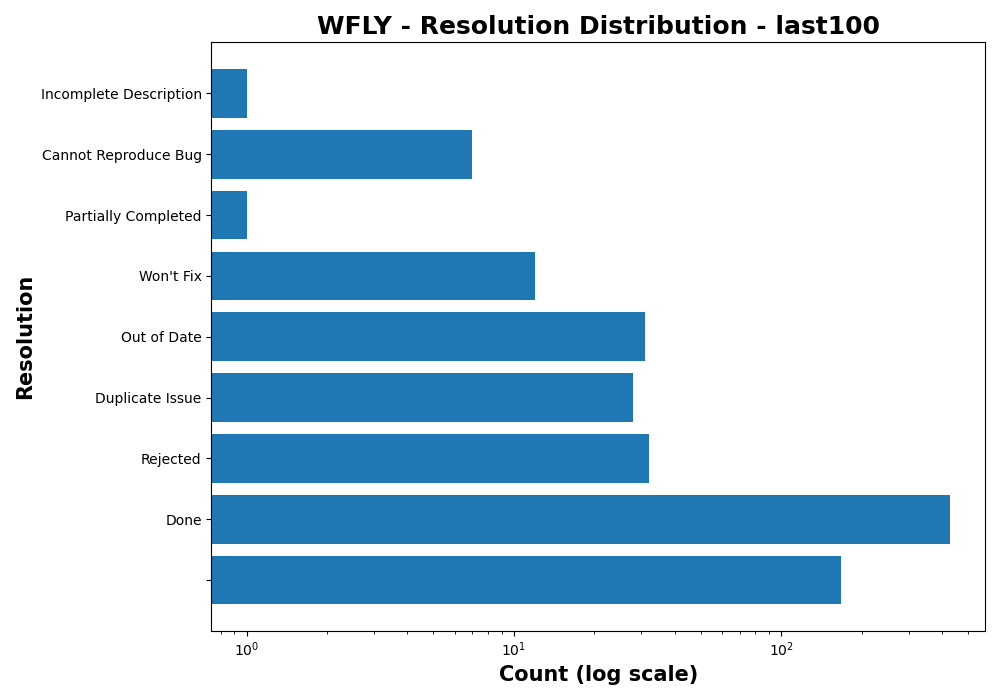 WFLY - Resolution Distribution - last100
Incomplete Description
Cannot Reproduce Bug
Partially Completed
Won't Fix
Out of Date
Duplicate Issue
Rejected
Done
Resolution
10⁰ 10¹ 10²
Count (log scale)